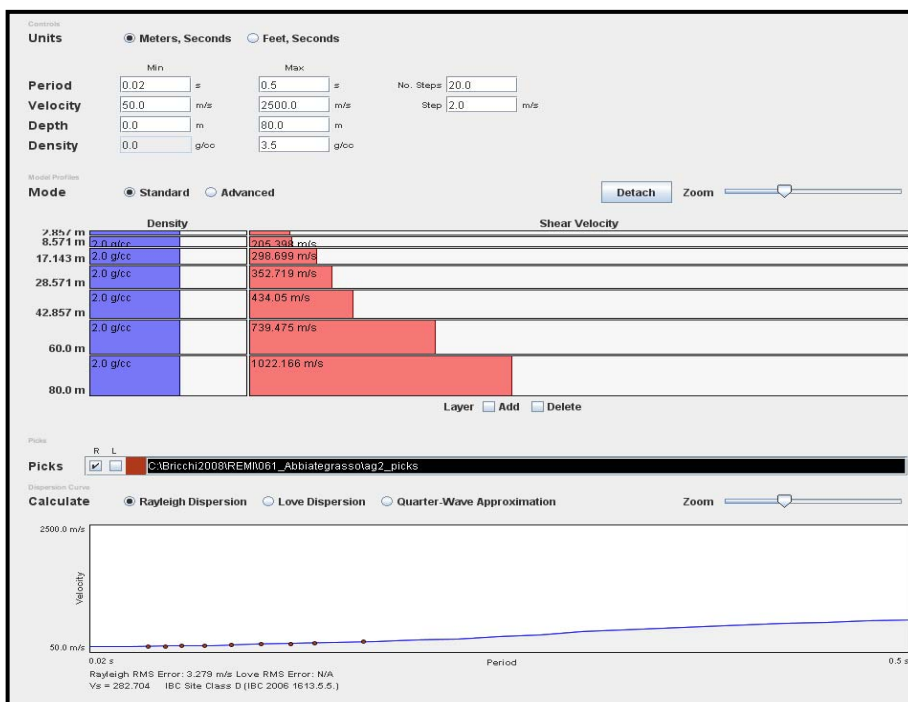 Controls
Units Meters, Seconds Feet, Seconds
Min Max
Period 0.02 s 0.5 s No. Steps 20.0
Velocity 50.0 m/s 2500.0 m/s Step 2.0 m/s
Depth 0.0 m 80.0 m
Density 0.0 g/cc 3.5 g/cc
Model Profiles
Mode Standard Advanced Detach Zoom
Density Shear Velocity
2.857 m
8.571 m 2.0 g/cc 205.398 m/s
17.143 m 2.0 g/cc 298.699 m/s
28.571 m 2.0 g/cc 352.719 m/s
42.857 m 2.0 g/cc 434.05 m/s
60.0 m 2.0 g/cc 739.475 m/s
80.0 m 2.0 g/cc 1022.166 m/s
Layer Add Delete
Picks
R L
Picks C:\Bricchi2008\REMI\061_Abbiategrasso\ag2_picks
Dispersion Curve
Calculate Rayleigh Dispersion Love Dispersion Quarter-Wave Approximation Zoom
2500.0 m/s
Velocity
50.0 m/s
0.02 s Period 0.5 s
Rayleigh RMS Error: 3.279 m/s Love RMS Error: N/A
Vs = 282.704 IBC Site Class D (IBC 2006 1613.5.5.)